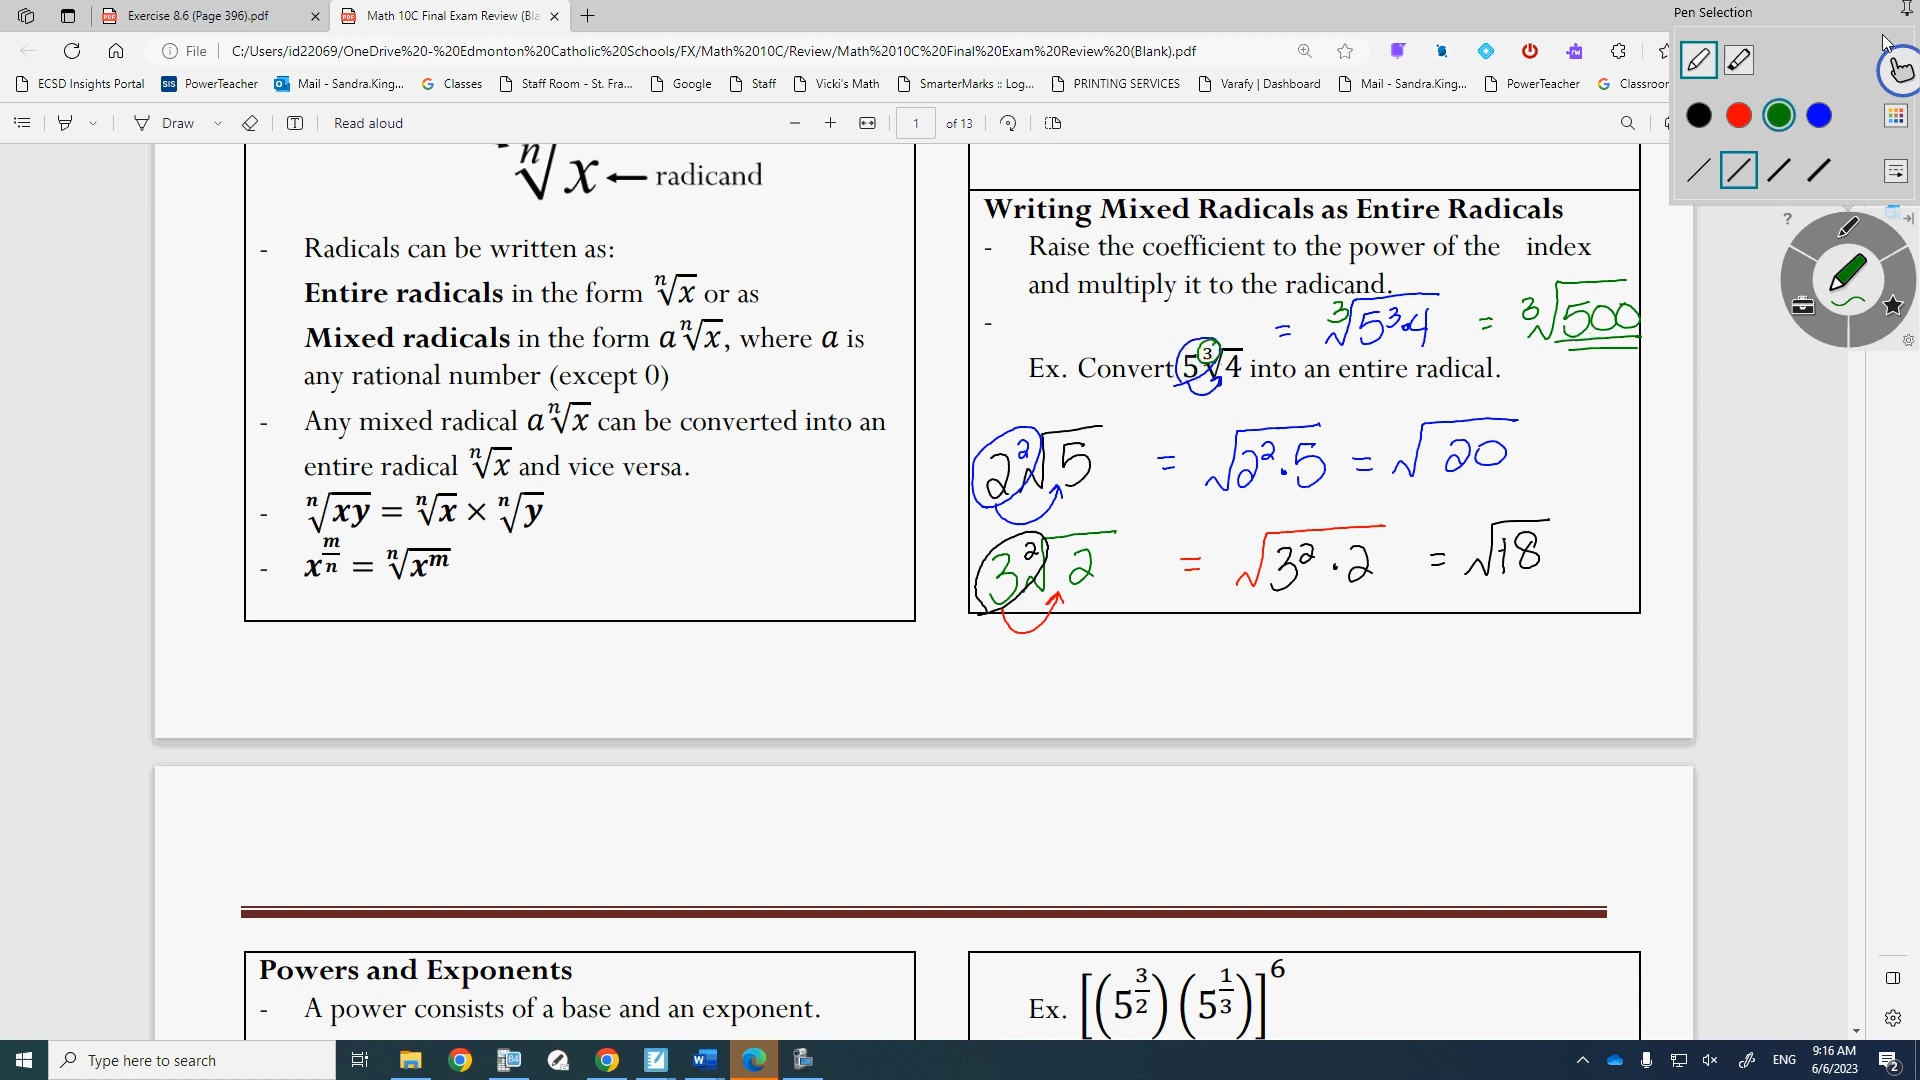 Exercise 8.6 (Page 396).pdf
Math 10C Final Exam Review (Bla
File
C:/Users/id22069/OneDrive%20-%20Edmonton%20Catholic%20Schools/FX/Math%2010C/Review/Math%2010C%20Final%20Exam%20Review%20(Blank).pdf
ECSD Insights Portal
SIS PowerTeacher
Mail - Sandra.King...
Classes
Staff Room - St. Fra...
Google
Staff
Vicki's Math
SmarterMarks :: Log...
PRINTING SERVICES
Varafy | Dashboard
Mail - Sandra.King...
PowerTeacher
Classroom
Draw
Read aloud
1 of 13
Pen Selection
?
ⁿ√x ← radicand
- Radicals can be written as:
Entire radicals in the form ⁿ√x or as
Mixed radicals in the form aⁿ√x, where a is
any rational number (except 0)
- Any mixed radical aⁿ√x can be converted into an
entire radical ⁿ√x and vice versa.
- ⁿ√xy = ⁿ√x × ⁿ√y
- x^(m/n) = ⁿ√x^m
Writing Mixed Radicals as Entire Radicals
- Raise the coefficient to the power of the index
and multiply it to the radicand.
-
= ³√5³·4 = ³√500
Ex. Convert 5³√4 into an entire radical.
2²√5 = √2²·5 = √20
3²√2 = √3²·2 = √18
Powers and Exponents
- A power consists of a base and an exponent.
Ex. [(5^(3/2))(5^(1/3))]^6
Type here to search
84
ENG
9:16 AM
6/6/2023
2